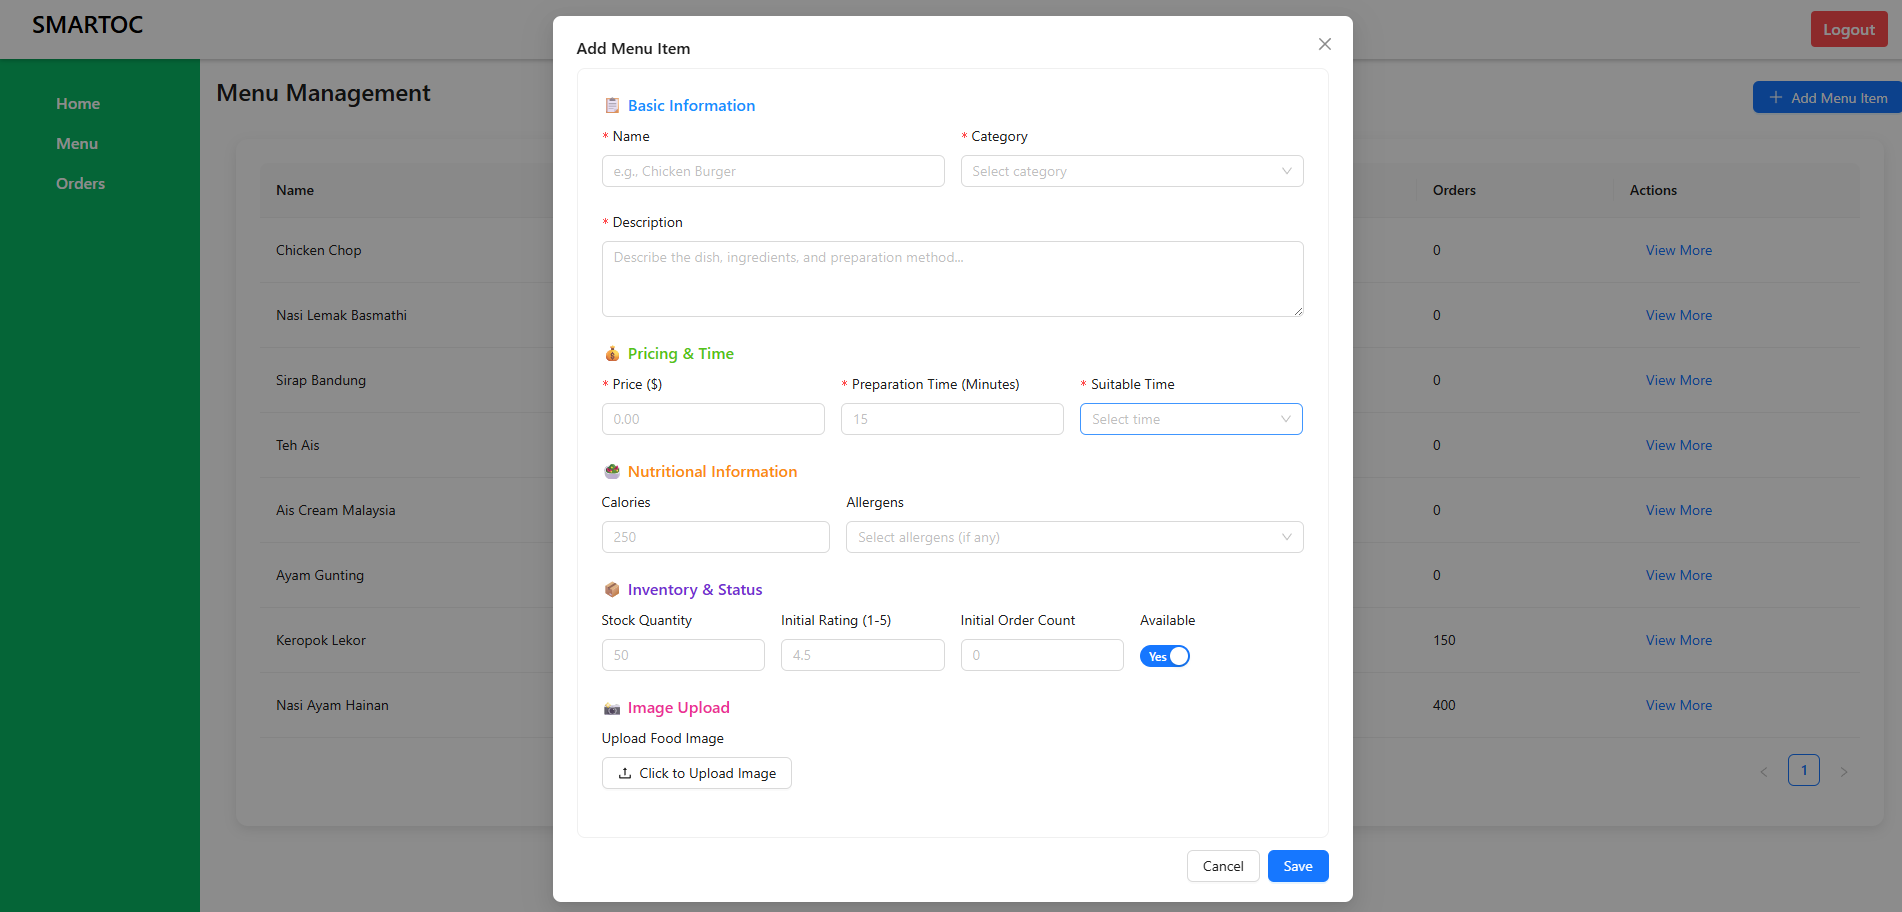 SMARTOC
Logout
Home
Menu
Orders
Menu Management
Add Menu Item
Name
Orders
Actions
Chicken Chop
0
View More
Nasi Lemak Basmathi
0
View More
Sirap Bandung
0
View More
Teh Ais
0
View More
Ais Cream Malaysia
0
View More
Ayam Gunting
0
View More
Keropok Lekor
150
View More
Nasi Ayam Hainan
400
View More
1
Add Menu Item
Basic Information
* Name
* Category
e.g., Chicken Burger
Select category
* Description
Describe the dish, ingredients, and preparation method...
Pricing & Time
* Price ($)
* Preparation Time (Minutes)
* Suitable Time
0.00
15
Select time
Nutritional Information
Calories
Allergens
250
Select allergens (if any)
Inventory & Status
Stock Quantity
Initial Rating (1-5)
Initial Order Count
Available
50
4.5
0
Yes
Image Upload
Upload Food Image
Click to Upload Image
Cancel
Save